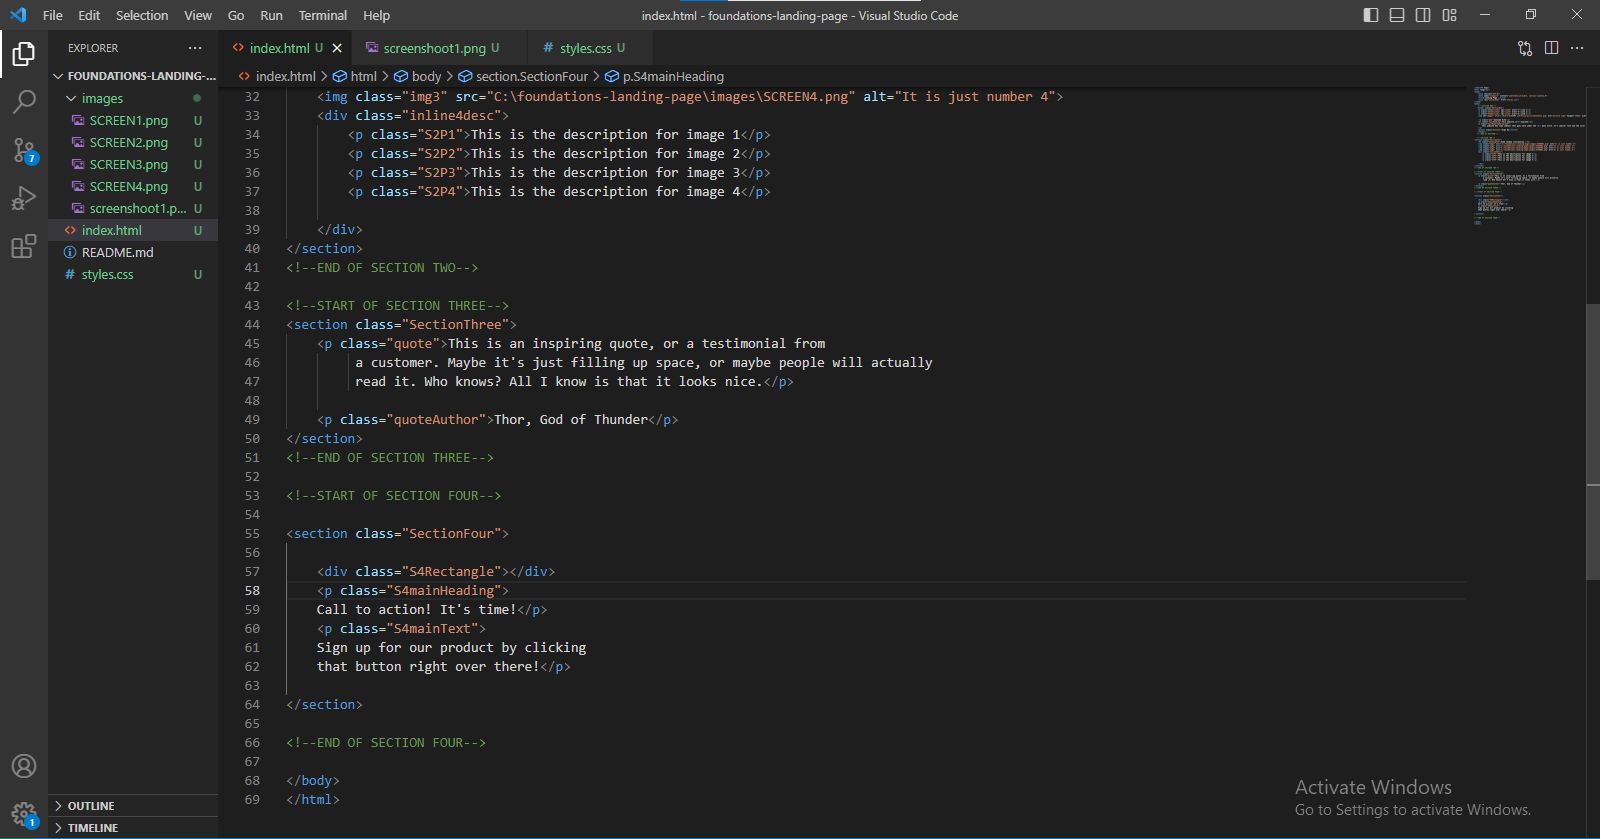 File Edit Selection View Go Run Terminal Help index.html - foundations-landing-page - Visual Studio Code
EXPLORER ···
index.html U
screenshoot1.png U
# styles.css U
index.html > html > body > section.SectionFour > p.S4mainHeading
FOUNDATIONS-LANDING-...
images
SCREEN1.png U
SCREEN2.png U
SCREEN3.png U
SCREEN4.png U
screenshoot1.p... U
index.html U
README.md
# styles.css U
7
1
OUTLINE
TIMELINE
32 <img class="img3" src="C:\foundations-landing-page\images\SCREEN4.png" alt="It is just number 4">
33 <div class="inline4desc">
34 <p class="S2P1">This is the description for image 1</p>
35 <p class="S2P2">This is the description for image 2</p>
36 <p class="S2P3">This is the description for image 3</p>
37 <p class="S2P4">This is the description for image 4</p>
38
39 </div>
40 </section>
41 <!--END OF SECTION TWO-->
42
43 <!--START OF SECTION THREE-->
44 <section class="SectionThree">
45 <p class="quote">This is an inspiring quote, or a testimonial from
46 a customer. Maybe it's just filling up space, or maybe people will actually
47 read it. Who knows? All I know is that it looks nice.</p>
48
49 <p class="quoteAuthor">Thor, God of Thunder</p>
50 </section>
51 <!--END OF SECTION THREE-->
52
53 <!--START OF SECTION FOUR-->
54
55 <section class="SectionFour">
56
57 <div class="S4Rectangle"></div>
58 <p class="S4mainHeading">
59 Call to action! It's time!</p>
60 <p class="S4mainText">
61 Sign up for our product by clicking
62 that button right over there!</p>
63
64 </section>
65
66 <!--END OF SECTION FOUR-->
67
68 </body>
69 </html>
Activate Windows
Go to Settings to activate Windows.